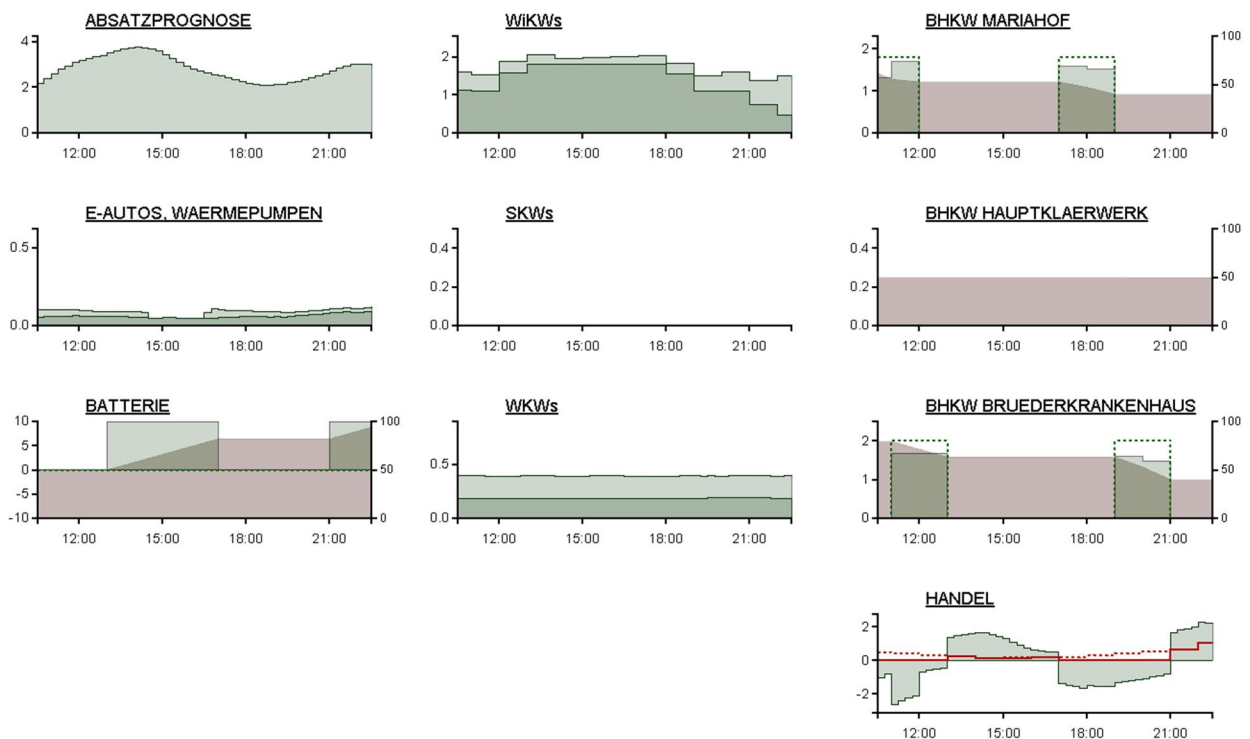 ABSATZPROGNOSE
4
2
0
12:00 15:00 18:00 21:00
WiKWs
2
1
0
12:00 15:00 18:00 21:00
BHKW MARIAHOF
2
1
0
100
50
0
12:00 15:00 18:00 21:00
E-AUTOS, WAERMEPUMPEN
0.5
0.0
12:00 15:00 18:00 21:00
SKWs
0.4
0.2
0.0
12:00 15:00 18:00 21:00
BHKW HAUPTKLAERWERK
0.4
0.2
0.0
100
50
0
12:00 15:00 18:00 21:00
BATTERIE
10
5
0
-5
-10
100
50
0
12:00 15:00 18:00 21:00
WKWs
0.5
0.0
12:00 15:00 18:00 21:00
BHKW BRUEDERKRANKENHAUS
2
1
0
100
50
0
12:00 15:00 18:00 21:00
HANDEL
2
0
-2
12:00 15:00 18:00 21:00